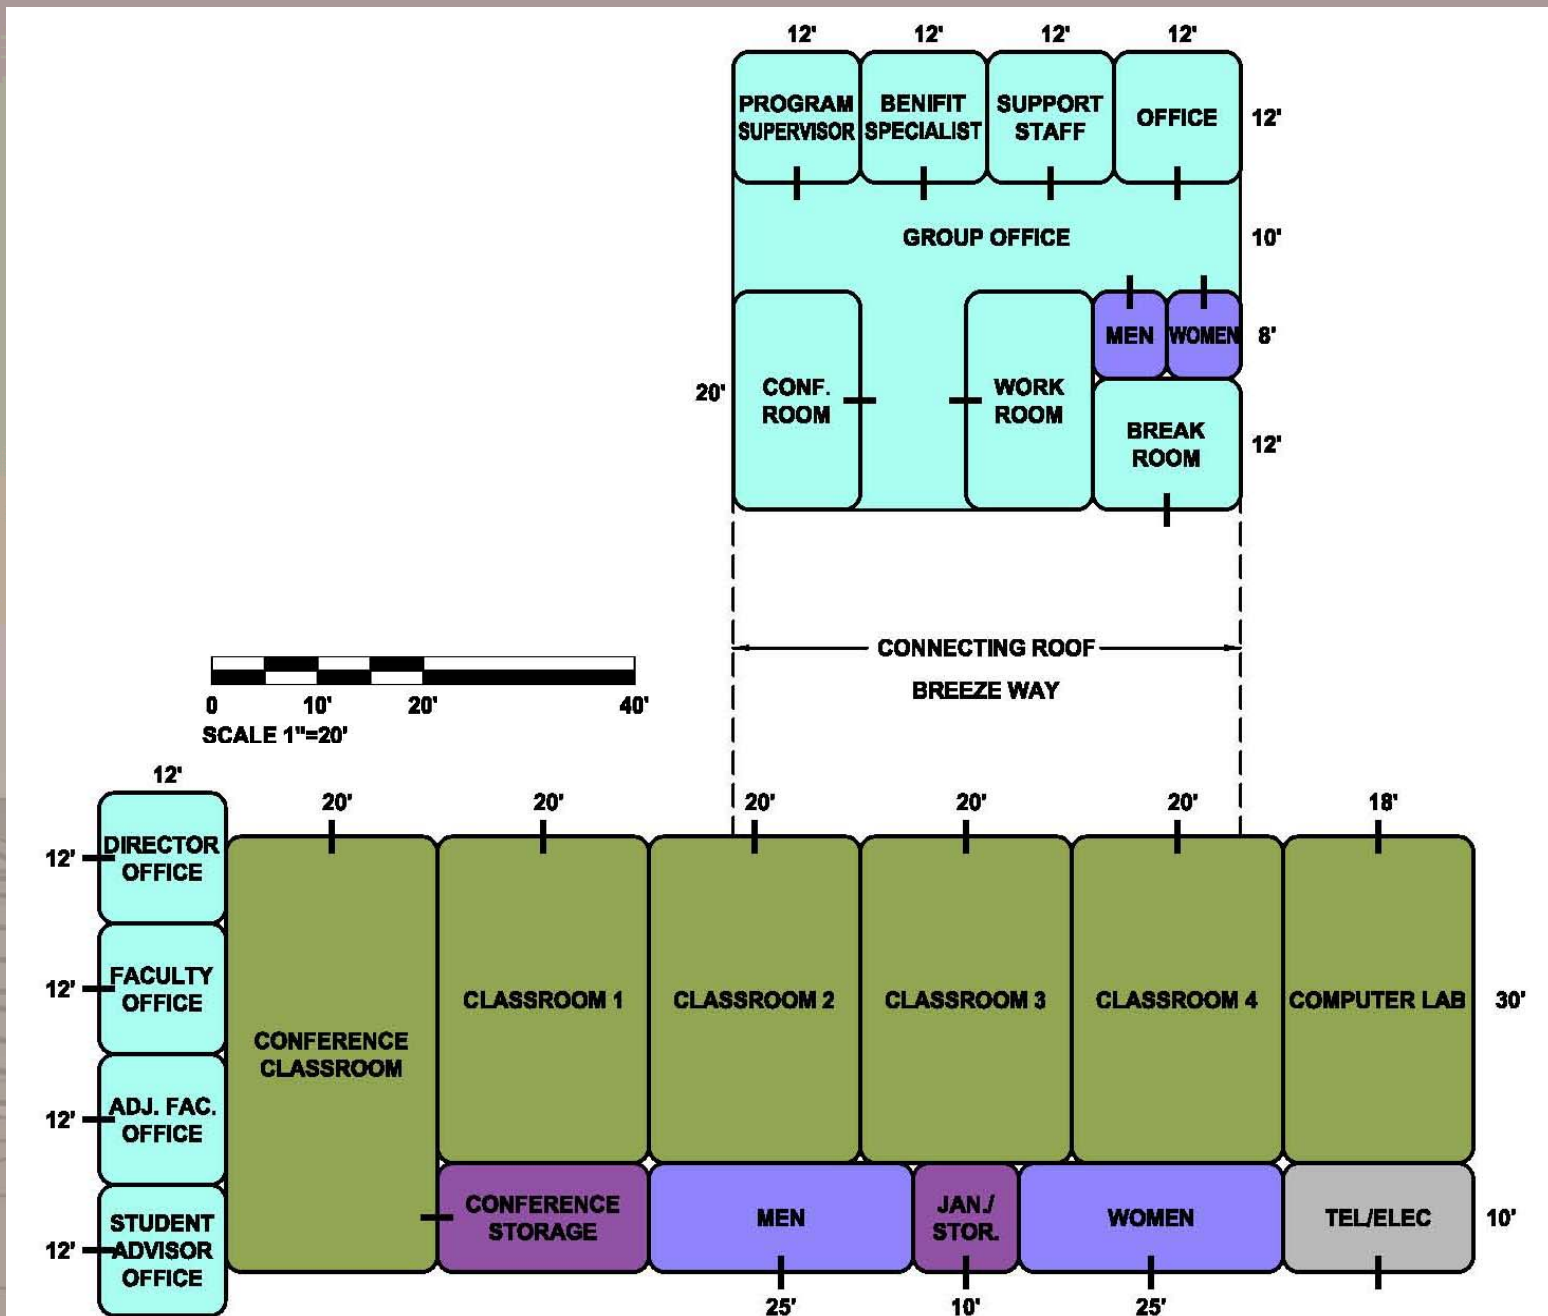 12' 12' 12' 12'
PROGRAM
SUPERVISOR
BENIFIT
SPECIALIST
SUPPORT
STAFF
OFFICE
12'
GROUP OFFICE
10'
MEN
WOMEN
8'
20'
CONF.
ROOM
WORK
ROOM
BREAK
ROOM
12'
CONNECTING ROOF
BREEZE WAY
0 10' 20' 40'
SCALE 1"=20'
12'
20' 20' 20' 20' 20' 18'
12'
DIRECTOR
OFFICE
12'
FACULTY
OFFICE
12'
ADJ. FAC.
OFFICE
12'
STUDENT
ADVISOR
OFFICE
CONFERENCE
CLASSROOM
CLASSROOM 1
CLASSROOM 2
CLASSROOM 3
CLASSROOM 4
COMPUTER LAB
30'
CONFERENCE
STORAGE
MEN
JAN./
STOR.
WOMEN
TEL/ELEC
10'
25' 10' 25'